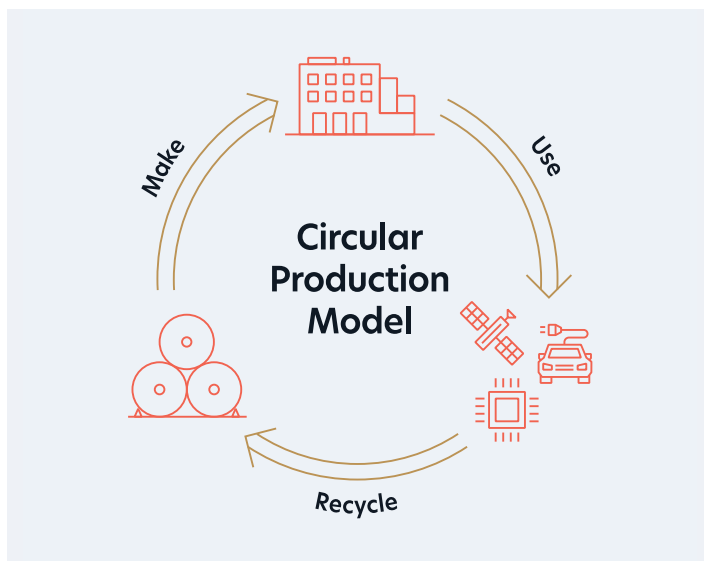 Make
Use
Circular
Production
Model
Recycle